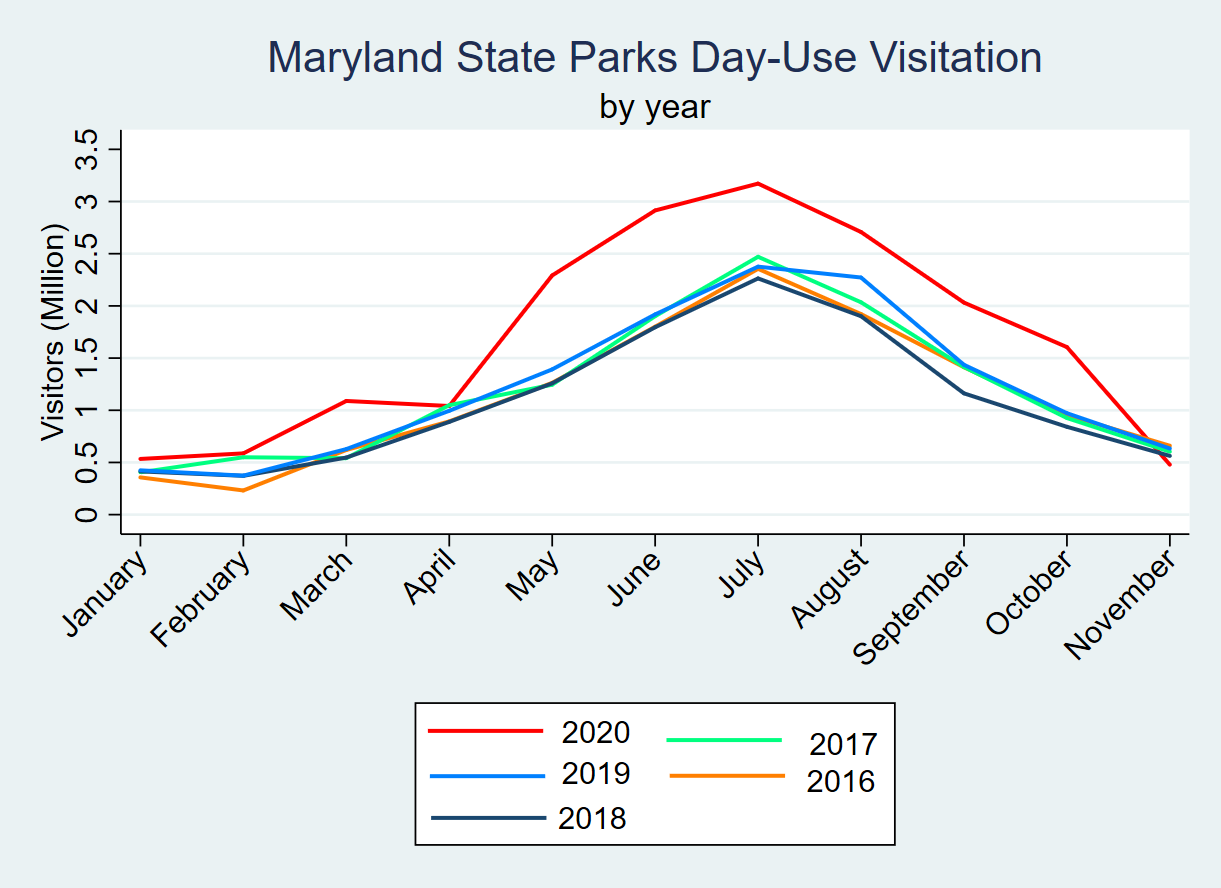 Maryland State Parks Day-Use Visitation
by year
Visitors (Million)
3.5
3
2.5
2
1.5
1
0.5
0
January
February
March
April
May
June
July
August
September
October
November
2020
2017
2019
2016
2018